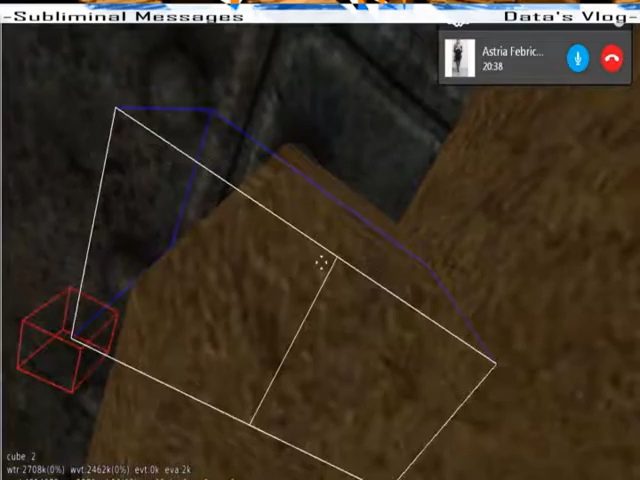 -Subliminal Messages
Data's Vlog-
Astria Febric...
20:38
cube 2
wtr:2708k(0%) wvt:2462k(0%) evt:0k eva:2k